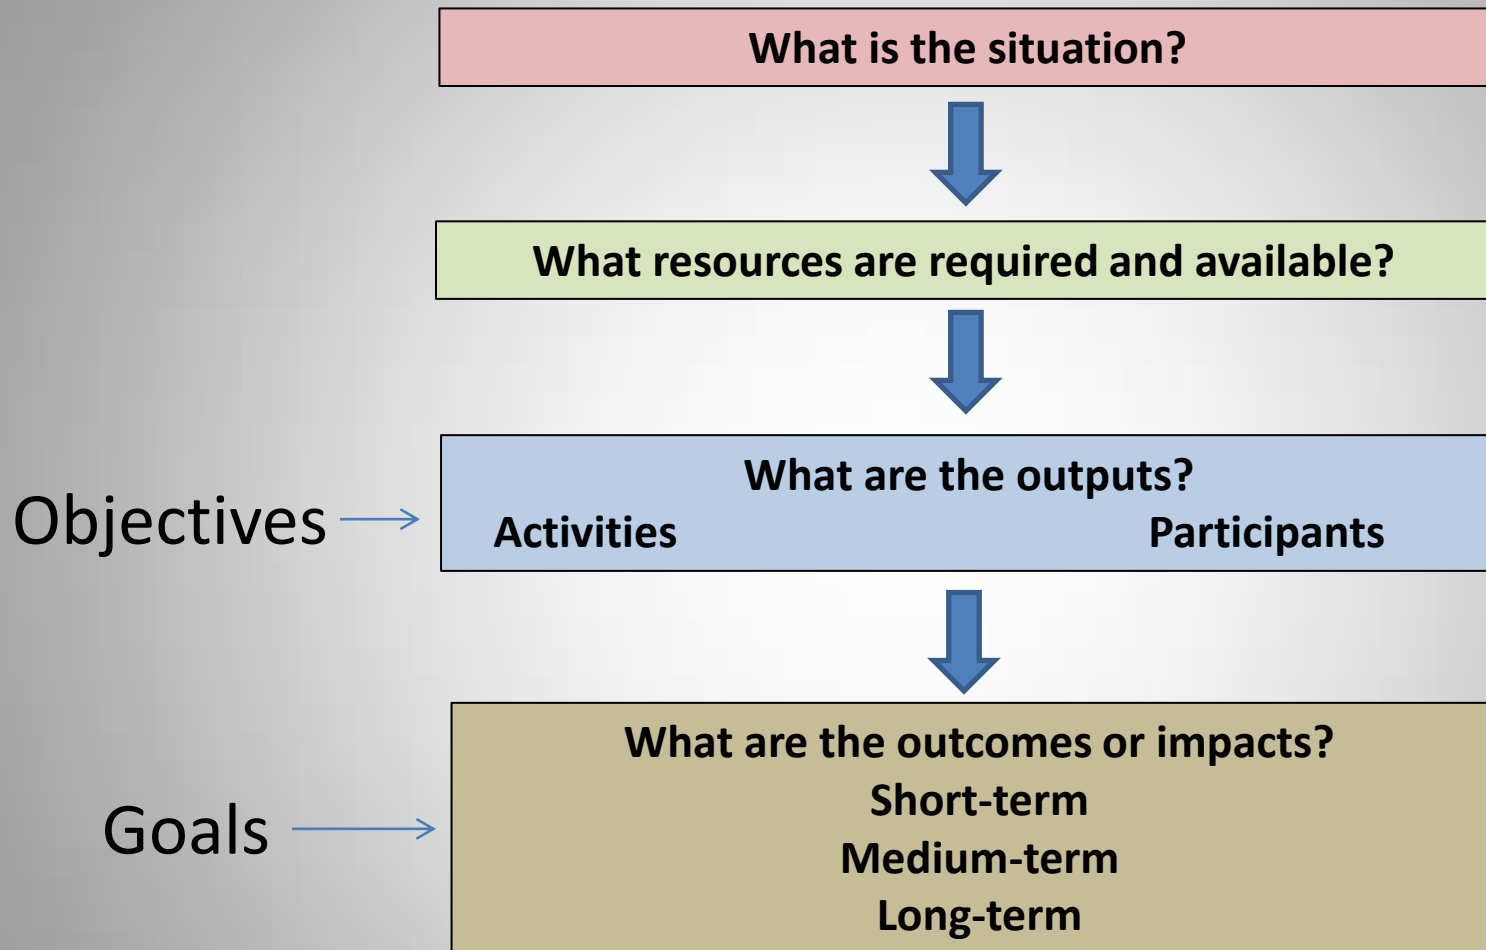 What is the situation?
What resources are required and available?
What are the outputs?
Activities Participants
Objectives
What are the outcomes or impacts?
Short-term
Medium-term
Long-term
Goals